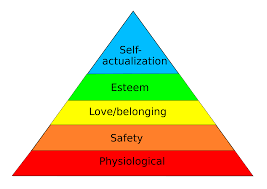 Self-
actualization
Esteem
Love/belonging
Safety
Physiological